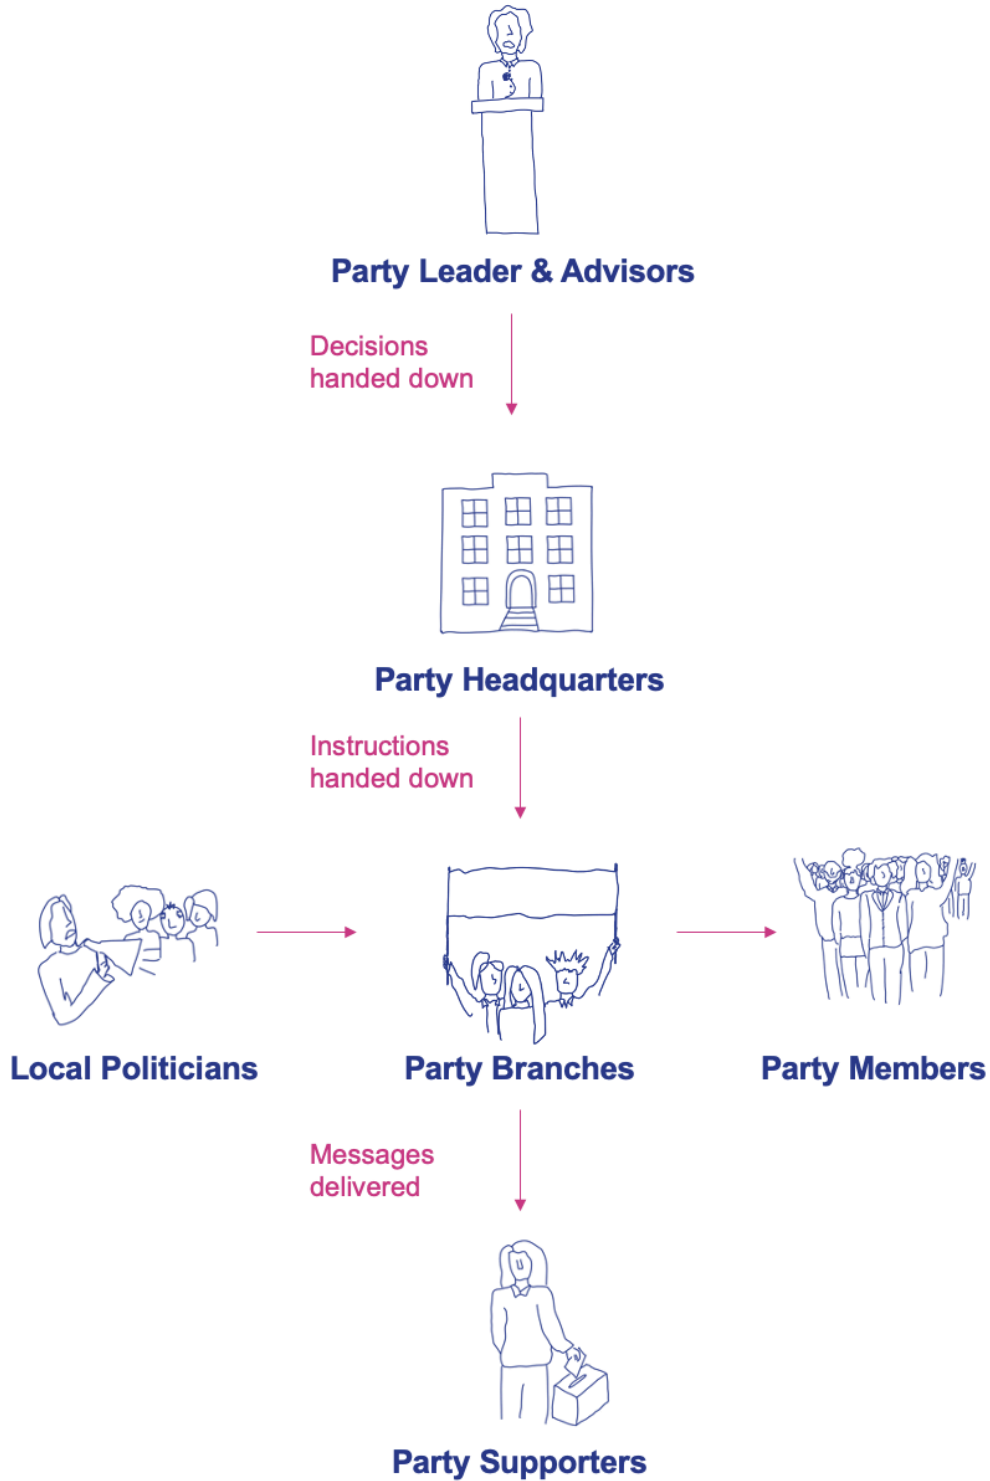 Party Leader & Advisors
Decisions
handed down
Party Headquarters
Instructions
handed down
Local Politicians
Party Branches
Party Members
Messages
delivered
Party Supporters